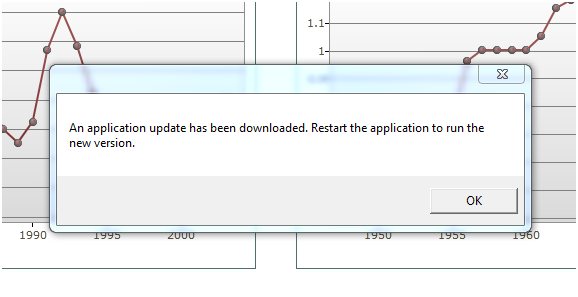 1.1
1
An application update has been downloaded. Restart the application to run the
new version.
OK
1990 1995 2000 1950 1955 1960